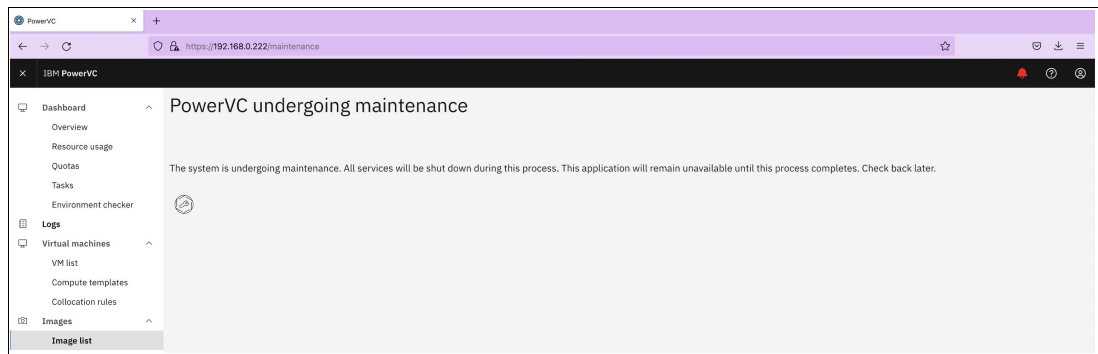 PowerVC
https://192.168.0.222/maintenance
IBM PowerVC
Dashboard
Overview
Resource usage
Quotas
Tasks
Environment checker
Logs
Virtual machines
VM list
Compute templates
Collocation rules
Images
Image list
PowerVC undergoing maintenance
The system is undergoing maintenance. All services will be shut down during this process. This application will remain unavailable until this process completes. Check back later.